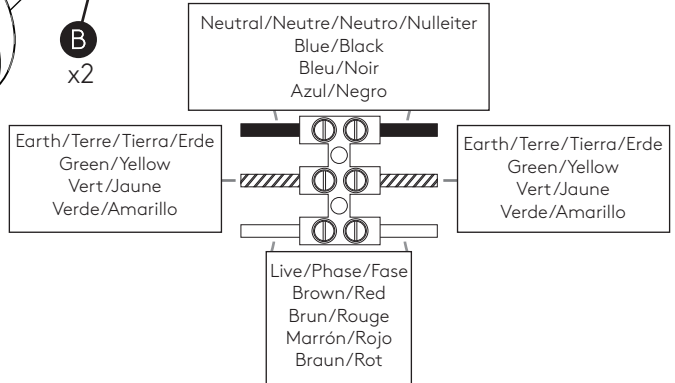 B
x2
Neutral/Neutre/Neutro/Nulleiter
Blue/Black
Bleu/Noir
Azul/Negro
Earth/Terre/Tierra/Erde
Green/Yellow
Vert/Jaune
Verde/Amarillo
Earth/Terre/Tierra/Erde
Green/Yellow
Vert/Jaune
Verde/Amarillo
Live/Phase/Fase
Brown/Red
Brun/Rouge
Marrón/Rojo
Braun/Rot